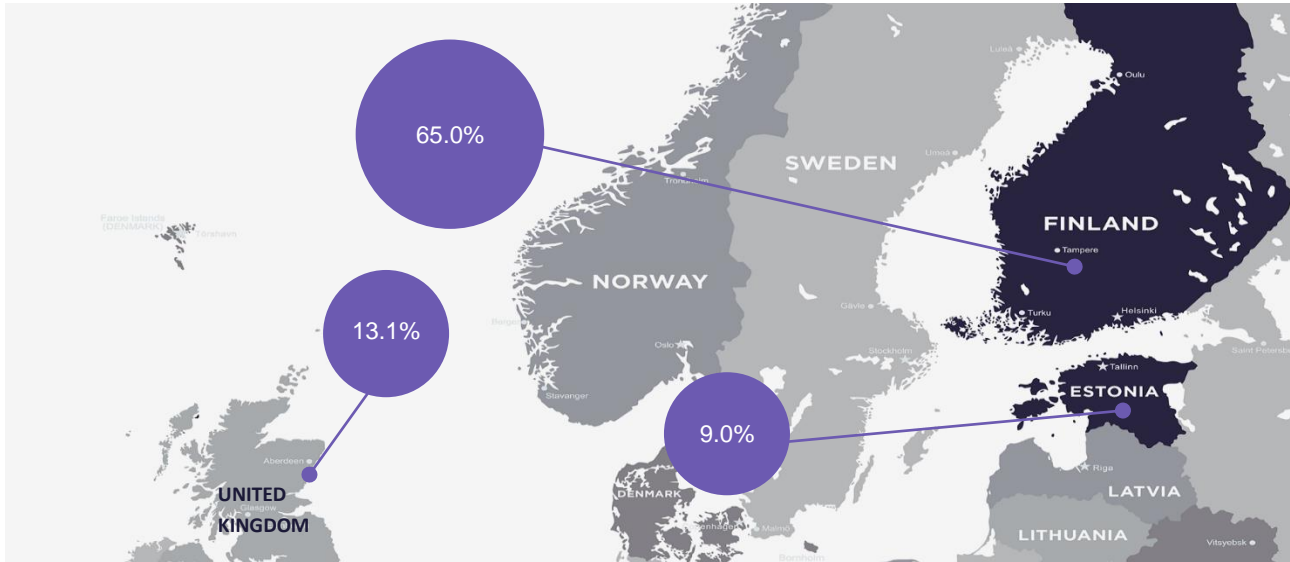 65.0%
13.1%
9.0%
Luleå
Oulu
SWEDEN
Umeå
Trondheim
Faroe Islands
(DENMARK)
Tórshavn
FINLAND
Tampere
NORWAY
Gävle
Turku
Helsinki
Bergen
Oslo
Stockholm
Saint Petersb
Tallinn
ESTONIA
Stavanger
Aberdeen
Riga
UNITED
KINGDOM
Glasgow
DENMARK
LATVIA
Malmö
LITHUANIA
Vitsyebsk
Bornholm